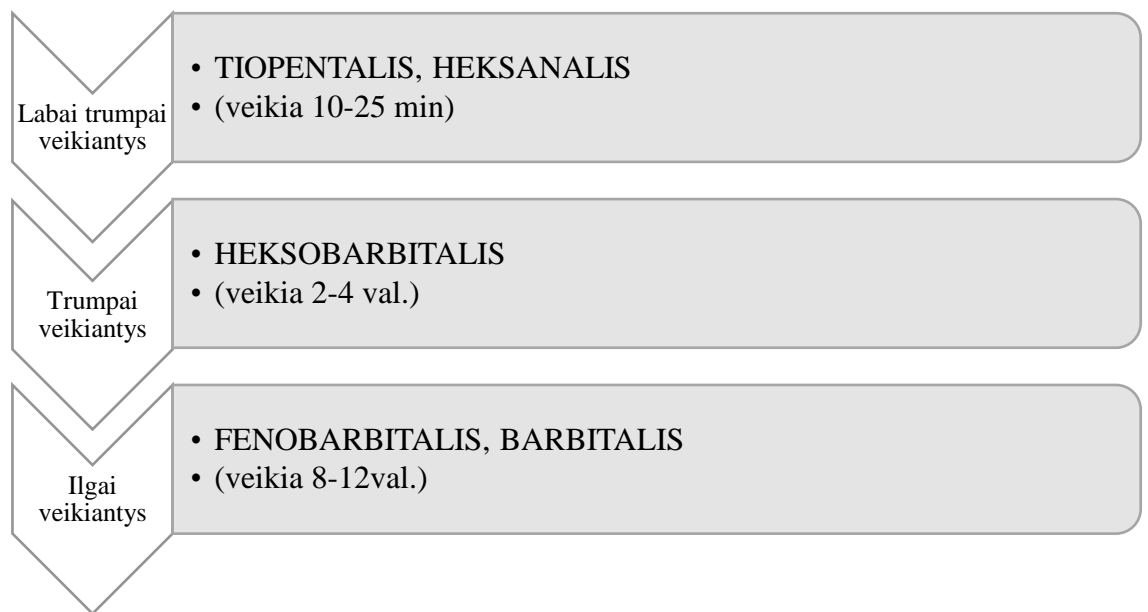 Labai trumpai
veikiantys
• TIOPENTALIS, HEKSANALIS
• (veikia 10-25 min)
Trumpai
veikiantys
• HEKSOBARBITALIS
• (veikia 2-4 val.)
Ilgai
veikiantys
• FENOBARBITALIS, BARBITALIS
• (veikia 8-12val.)